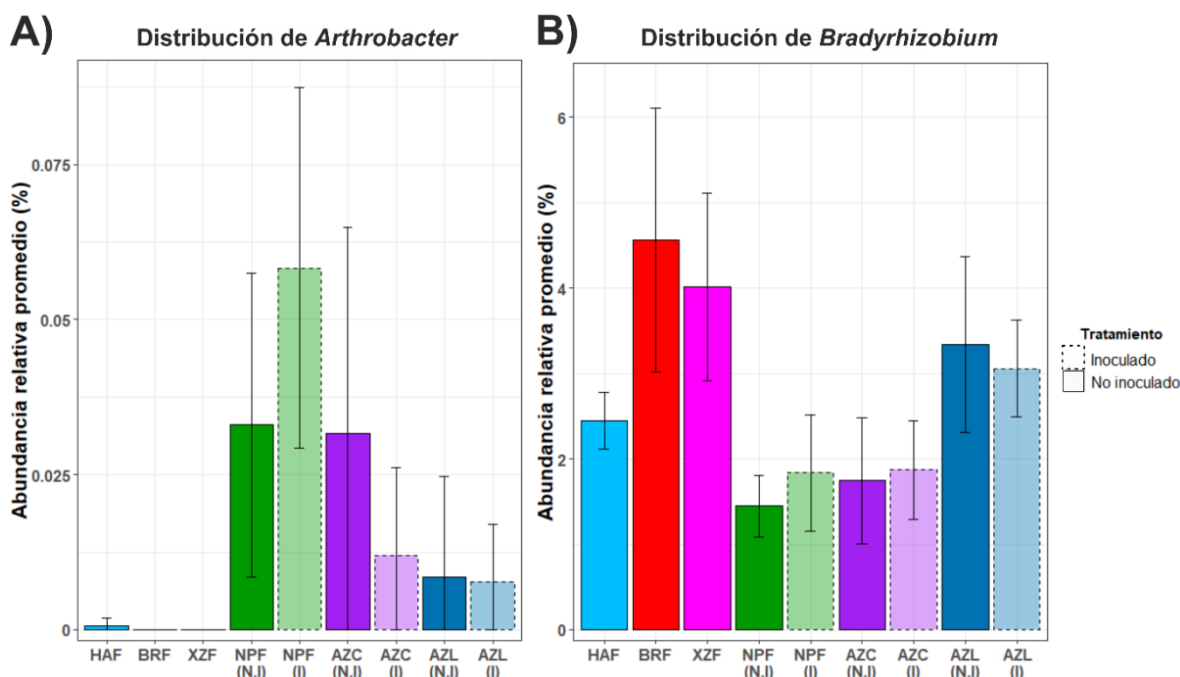 A) Distribución de Arthrobacter
Abundancia relativa promedio (%)
0.075
0.05
0.025
0
HAF BRF XZF NPF (N.I) NPF (I) AZC (N.I) AZC (I) AZL (N.I) AZL (I)
B) Distribución de Bradyrhizobium
Abundancia relativa promedio (%)
6
4
2
0
HAF BRF XZF NPF (N.I) NPF (I) AZC (N.I) AZC (I) AZL (N.I) AZL (I)
Tratamiento
Inoculado
No inoculado